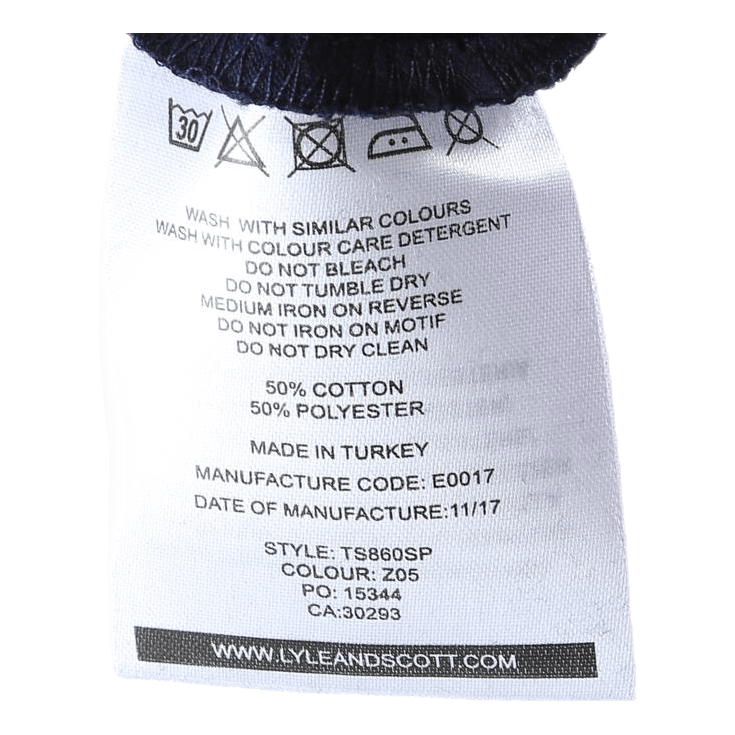 30
WASH WITH SIMILAR COLOURS
WASH WITH COLOUR CARE DETERGENT
DO NOT BLEACH
DO NOT TUMBLE DRY
MEDIUM IRON ON REVERSE
DO NOT IRON ON MOTIF
DO NOT DRY CLEAN
50% COTTON
50% POLYESTER
MADE IN TURKEY
MANUFACTURE CODE: E0017
DATE OF MANUFACTURE:11/17
STYLE: TS860SP
COLOUR: Z05
PO: 15344
CA:30293
WWW.LYLEANDSCOTT.COM